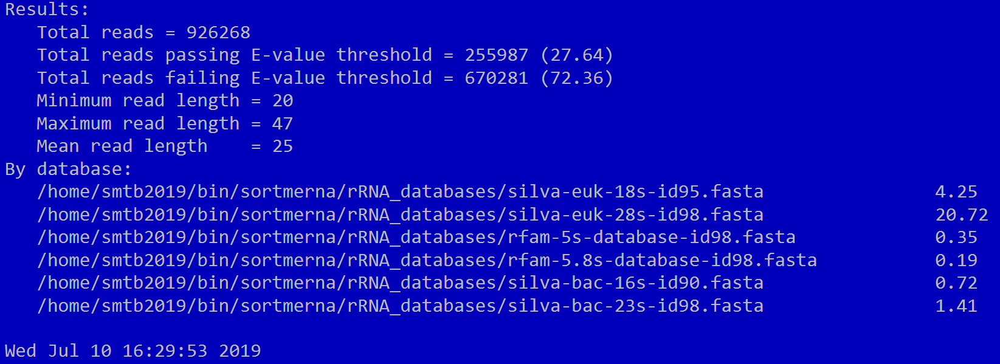 Results:
   Total reads = 926268
   Total reads passing E-value threshold = 255987 (27.64)
   Total reads failing E-value threshold = 670281 (72.36)
   Minimum read length = 20
   Maximum read length = 47
   Mean read length    = 25
By database:
   /home/smtb2019/bin/sortmerna/rRNA_databases/silva-euk-18s-id95.fasta                4.25
   /home/smtb2019/bin/sortmerna/rRNA_databases/silva-euk-28s-id98.fasta                20.72
   /home/smtb2019/bin/sortmerna/rRNA_databases/rfam-5s-database-id98.fasta             0.35
   /home/smtb2019/bin/sortmerna/rRNA_databases/rfam-5.8s-database-id98.fasta           0.19
   /home/smtb2019/bin/sortmerna/rRNA_databases/silva-bac-16s-id90.fasta                0.72
   /home/smtb2019/bin/sortmerna/rRNA_databases/silva-bac-23s-id98.fasta                1.41
Wed Jul 10 16:29:53 2019